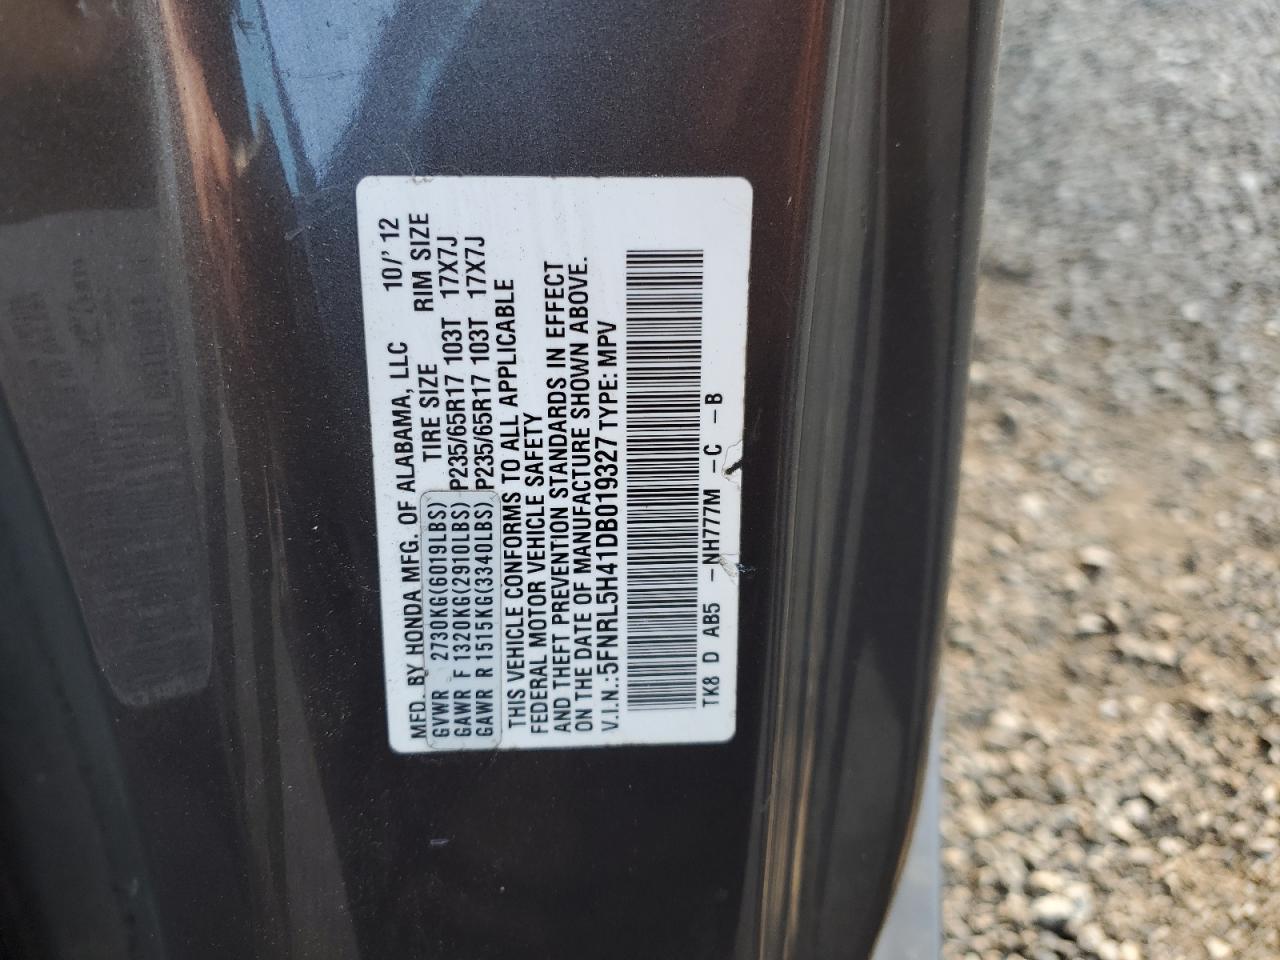 MFD. BY HONDA MFG. OF ALABAMA, LLC 10/'12
TIRE SIZE RIM SIZE
GVWR 2730KG(6019LBS)
GAWR F 1320KG(2910LBS) P235/65R17 103T 17X7J
GAWR R 1515KG(3340LBS) P235/65R17 103T 17X7J
THIS VEHICLE CONFORMS TO ALL APPLICABLE
FEDERAL MOTOR VEHICLE SAFETY
AND THEFT PREVENTION STANDARDS IN EFFECT
ON THE DATE OF MANUFACTURE SHOWN ABOVE.
V.I.N.:5FNRL5H41DB019327 TYPE: MPV
TK8 D AB5 -NH777M -C -B